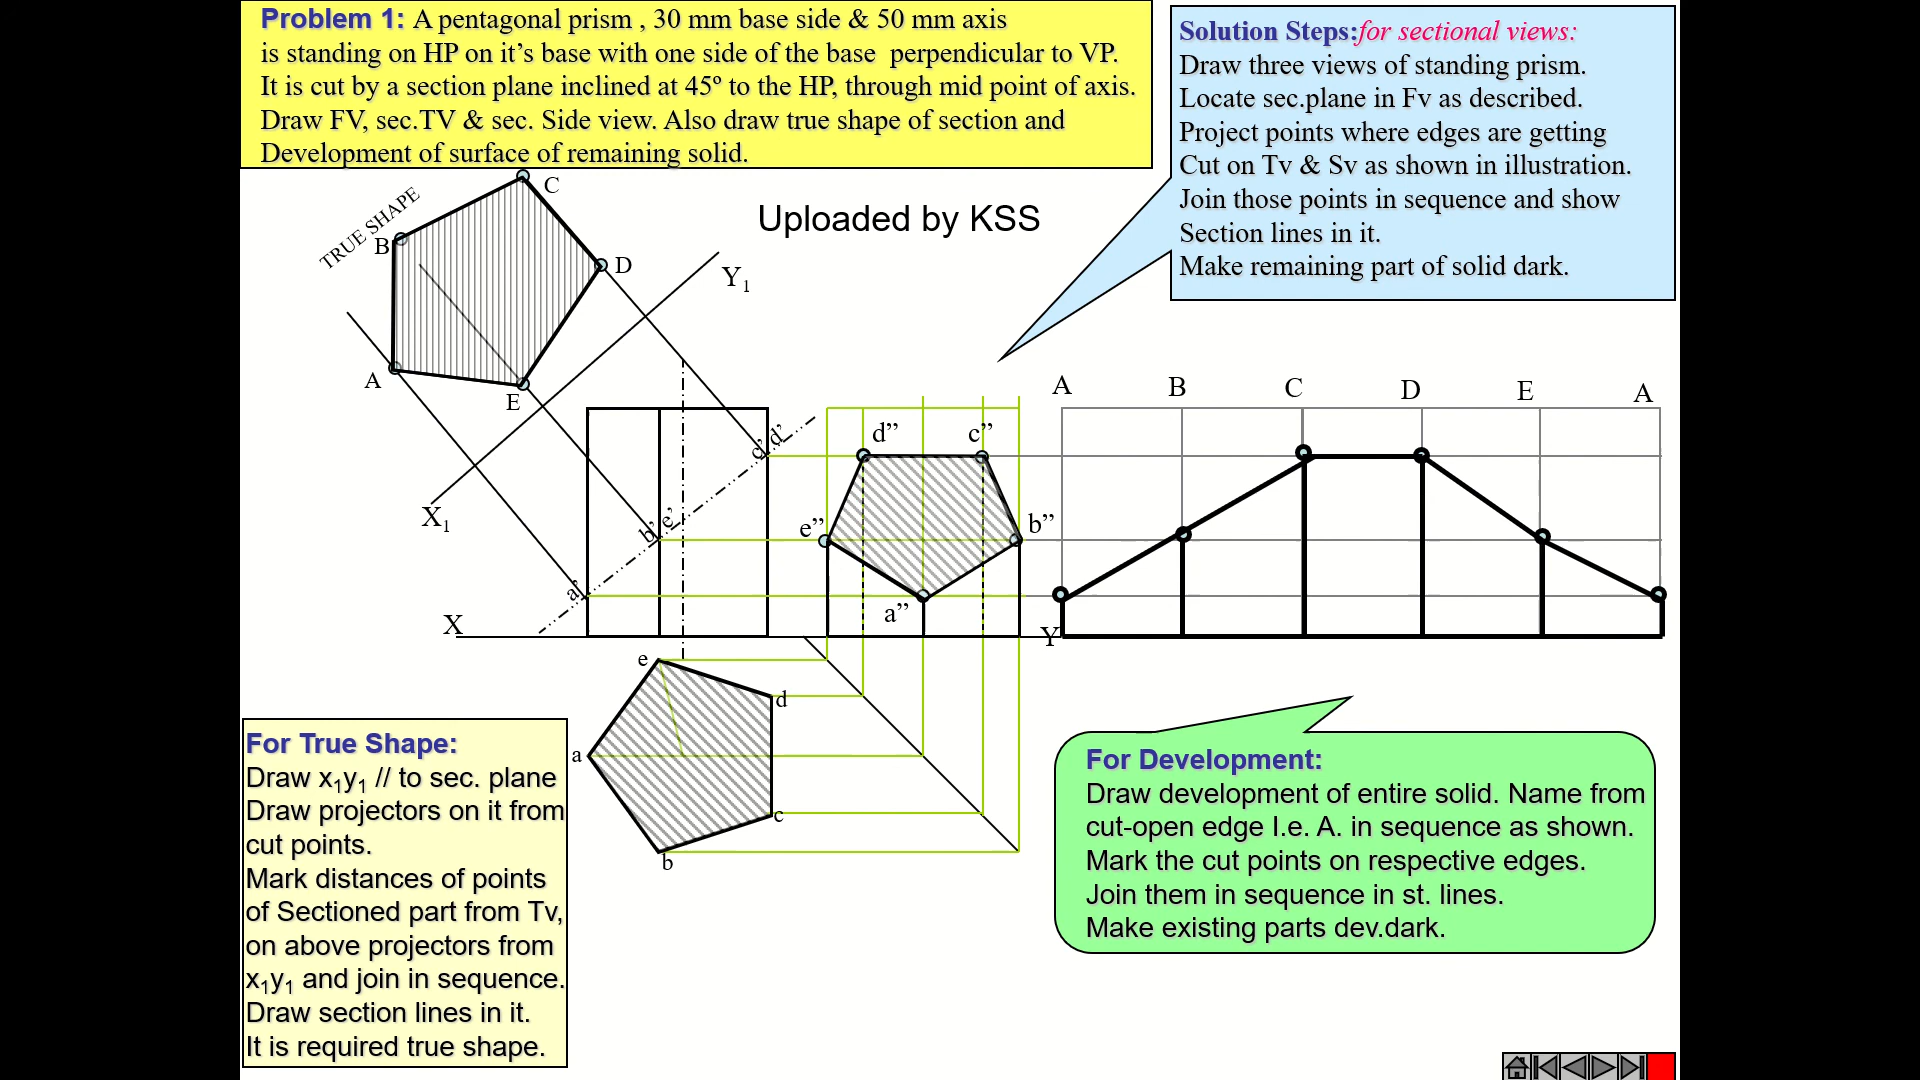 Problem 1: A pentagonal prism , 30 mm base side & 50 mm axis
is standing on HP on it’s base with one side of the base perpendicular to VP.
It is cut by a section plane inclined at 45º to the HP, through mid point of axis.
Draw FV, sec.TV & sec. Side view. Also draw true shape of section and
Development of surface of remaining solid.
Solution Steps:for sectional views:
Draw three views of standing prism.
Locate sec.plane in Fv as described.
Project points where edges are getting
Cut on Tv & Sv as shown in illustration.
Join those points in sequence and show
Section lines in it.
Make remaining part of solid dark.
Uploaded by KSS
TRUE SHAPE
C
B
D
A
E
Y1
X1
X
Y
a’
b’ e’
c’ d’
d”
c”
e”
b”
a”
A B C D E A
e
d
a
c
b
For True Shape:
Draw x1y1 // to sec. plane
Draw projectors on it from
cut points.
Mark distances of points
of Sectioned part from Tv,
on above projectors from
x1y1 and join in sequence.
Draw section lines in it.
It is required true shape.
For Development:
Draw development of entire solid. Name from
cut-open edge I.e. A. in sequence as shown.
Mark the cut points on respective edges.
Join them in sequence in st. lines.
Make existing parts dev.dark.